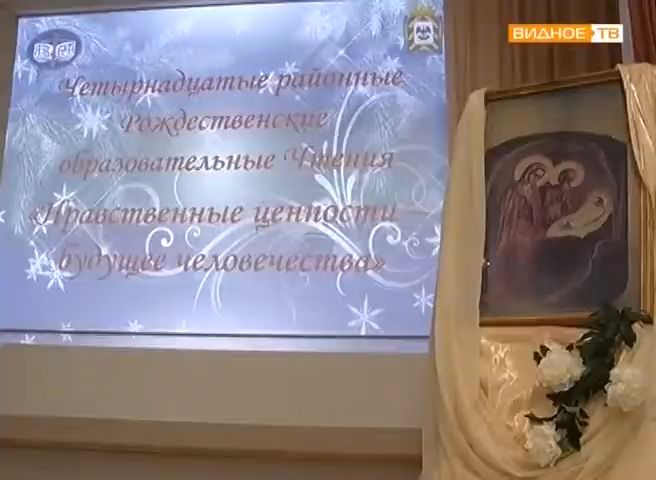 ВИДНОЕ ТВ
Четырнадцатые районные
Рождественские
образовательные Чтения
«Нравственные ценности и
будущее человечества»